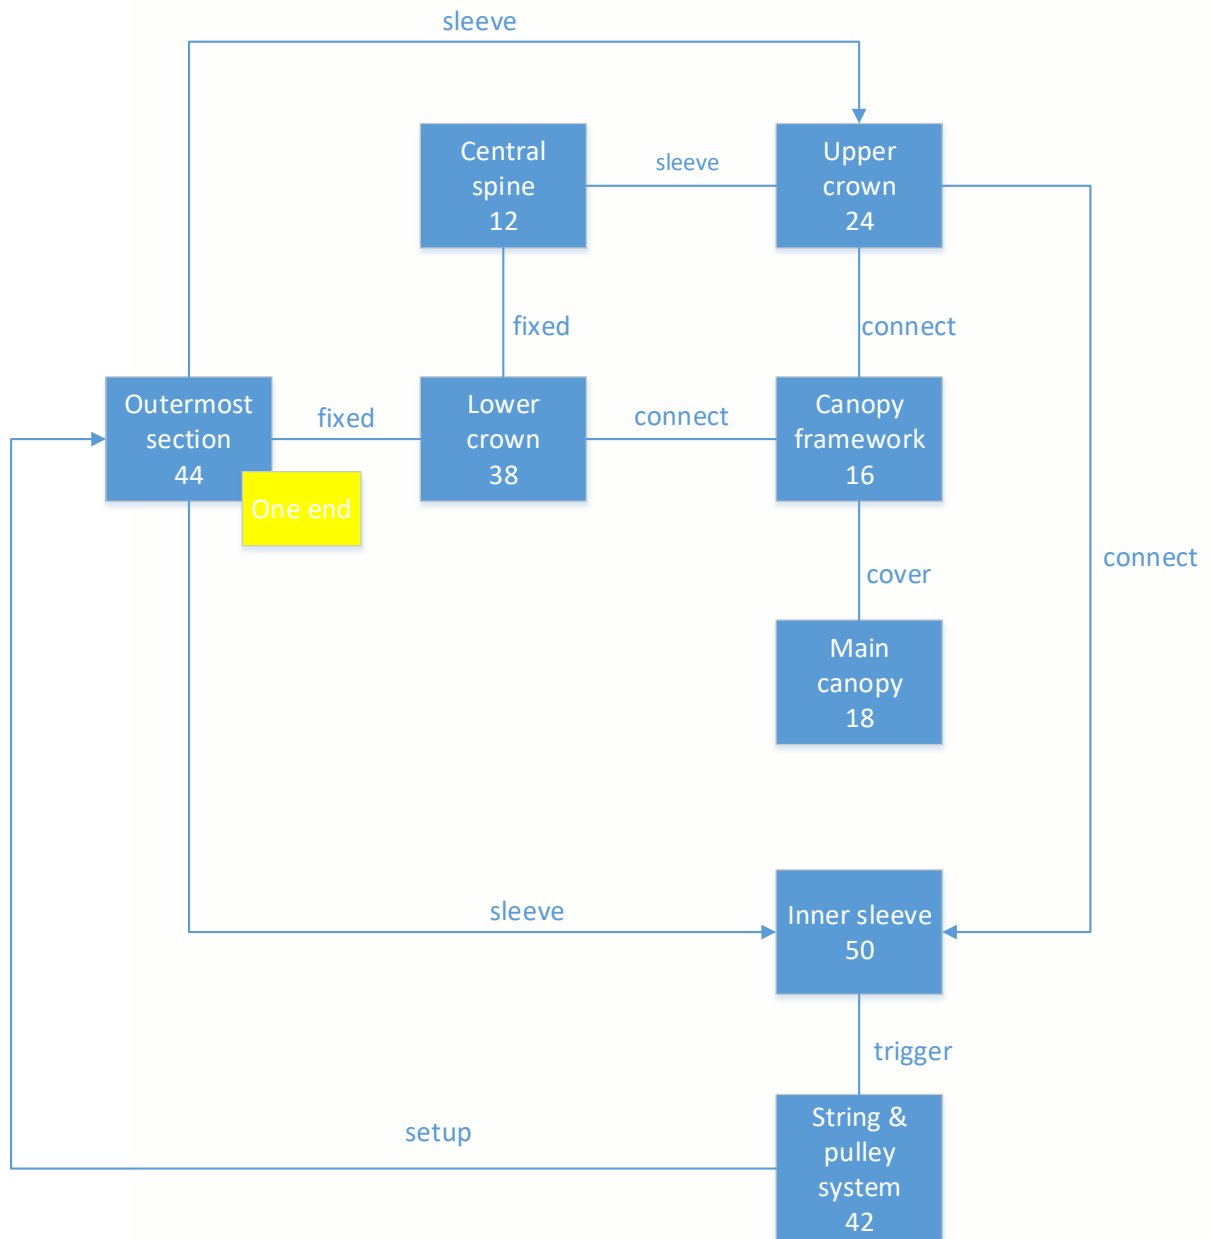 sleeve
Central
spine
12
sleeve
Upper
crown
24
fixed
connect
Outermost
section
44
One end
fixed
Lower
crown
38
connect
Canopy
framework
16
cover
connect
Main
canopy
18
sleeve
Inner sleeve
50
trigger
setup
String &
pulley
system
42